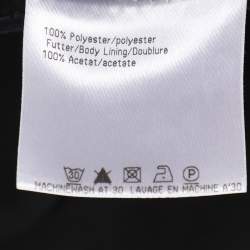 100% Polyester/polyester
Futter/Body Lining/Doublure
100% Acetat/acetate
30 P
MACHINEWASH AT 30 LAVAGE EN MACHINE A'30